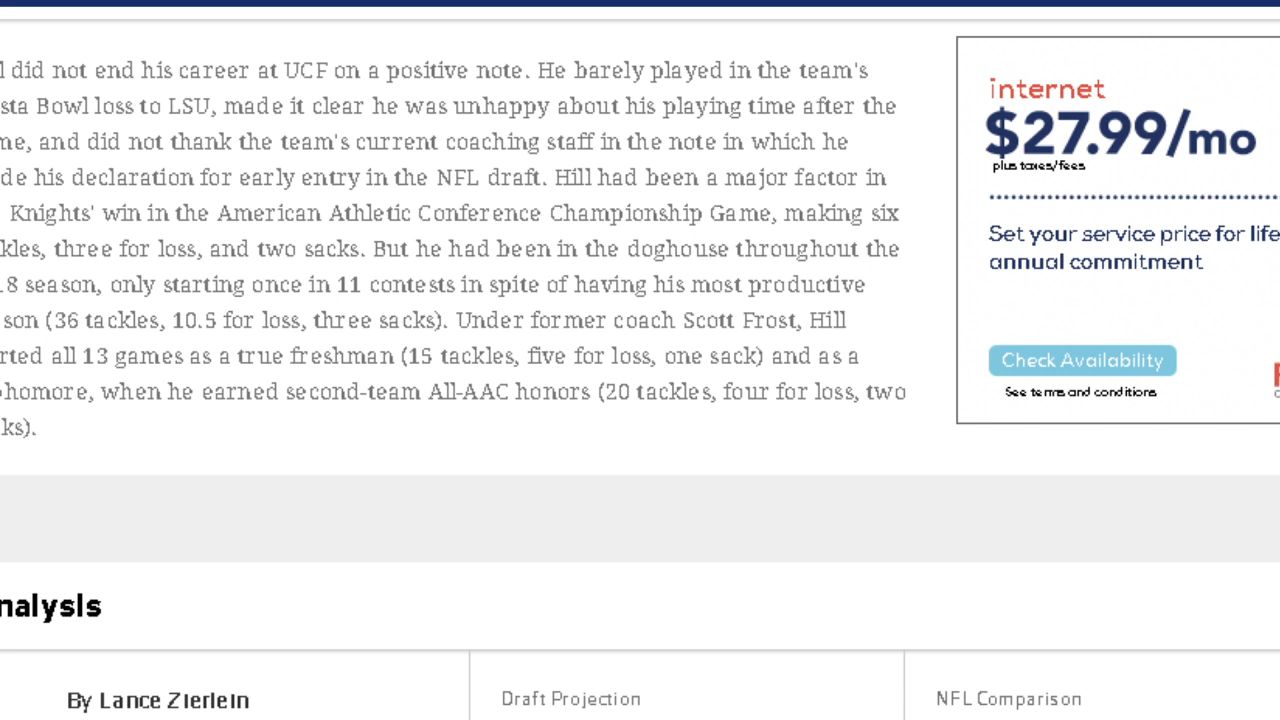 l did not end his career at UCF on a positive note. He barely played in the team's
sta Bowl loss to LSU, made it clear he was unhappy about his playing time after the
me, and did not thank the team's current coaching staff in the note in which he
de his declaration for early entry in the NFL draft. Hill had been a major factor in
Knights' win in the American Athletic Conference Championship Game, making six
kles, three for loss, and two sacks. But he had been in the doghouse throughout the
18 season, only starting once in 11 contests in spite of having his most productive
son (36 tackles, 10.5 for loss, three sacks). Under former coach Scott Frost, Hill
rted all 13 games as a true freshman (15 tackles, five for loss, one sack) and as a
phomore, when he earned second-team All-AAC honors (20 tackles, four for loss, two
ks).
internet
$27.99/mo
plus taxes/fees
Set your service price for life
annual commitment
Check Availability
See terms and conditions
nalysis
By Lance Zierlein
Draft Projection
NFL Comparison